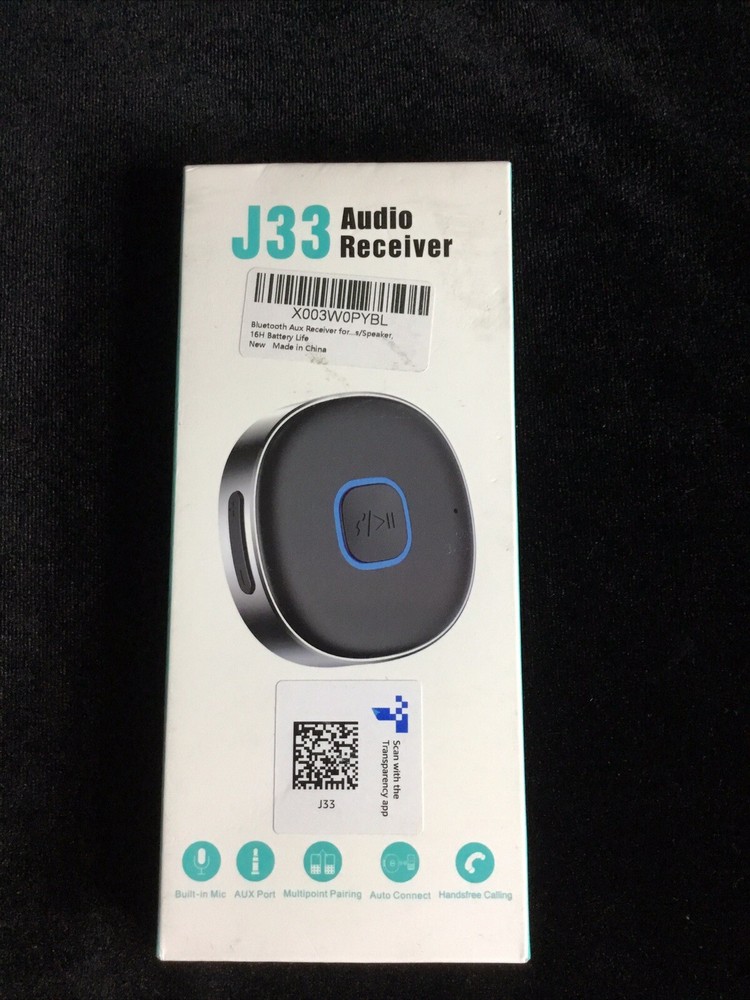 J33 Audio
Receiver
X003W0PYBL
Bluetooth Aux Receiver for...s/Speaker,
16H Battery Life
New Made in China
Scan with the
Transparency app
J33
Built-in Mic AUX Port Multipoint Pairing Auto Connect Handsfree Calling